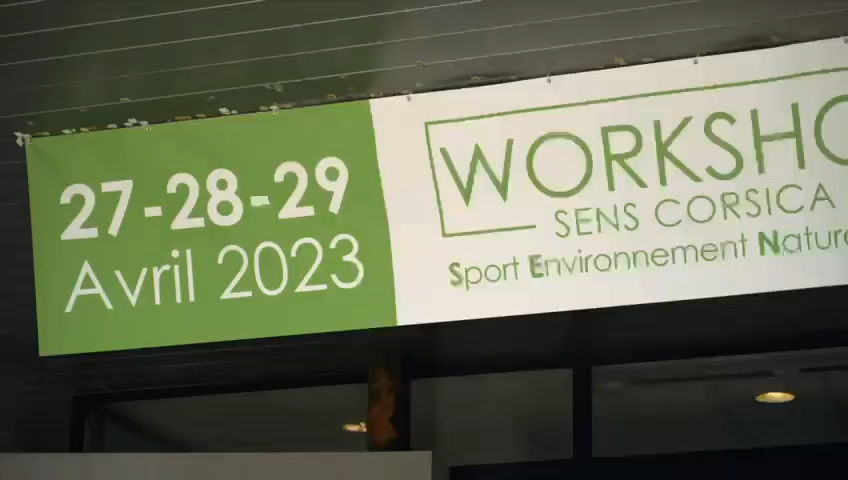 27-28-29
Avril 2023
WORKSHO
SENS CORSICA
Sport Environnement Natur